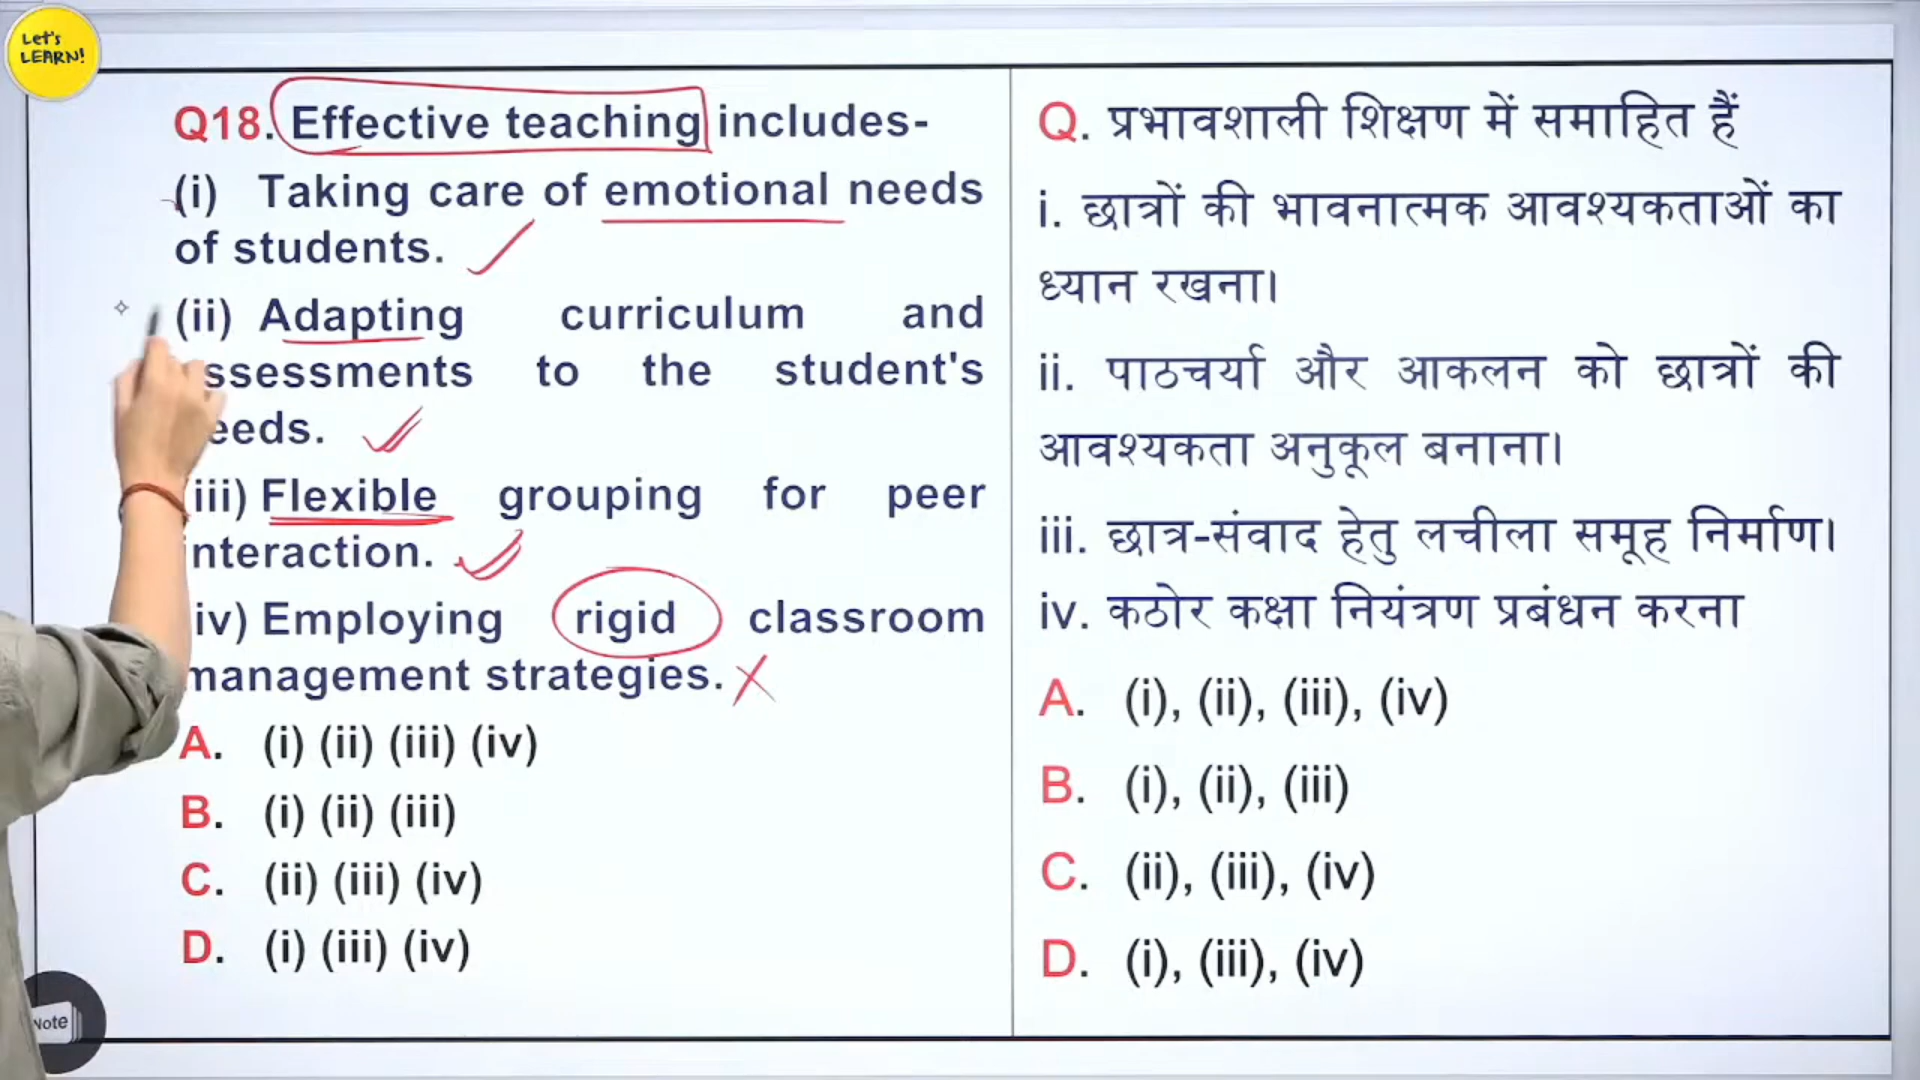 Let's
LEARN!
Q18. Effective teaching includes-
(i) Taking care of emotional needs
of students.
(ii) Adapting curriculum and
ssessments to the student's
eeds.
iii) Flexible grouping for peer
interaction.
iv) Employing rigid classroom
management strategies.
A. (i) (ii) (iii) (iv)
B. (i) (ii) (iii)
C. (ii) (iii) (iv)
D. (i) (iii) (iv)
Note
Q. प्रभावशाली शिक्षण में समाहित हैं
i. छात्रों की भावनात्मक आवश्यकताओं का
ध्यान रखना।
ii. पाठचर्या और आकलन को छात्रों की
आवश्यकता अनुकूल बनाना।
iii. छात्र-संवाद हेतु लचीला समूह निर्माण।
iv. कठोर कक्षा नियंत्रण प्रबंधन करना
A. (i), (ii), (iii), (iv)
B. (i), (ii), (iii)
C. (ii), (iii), (iv)
D. (i), (iii), (iv)